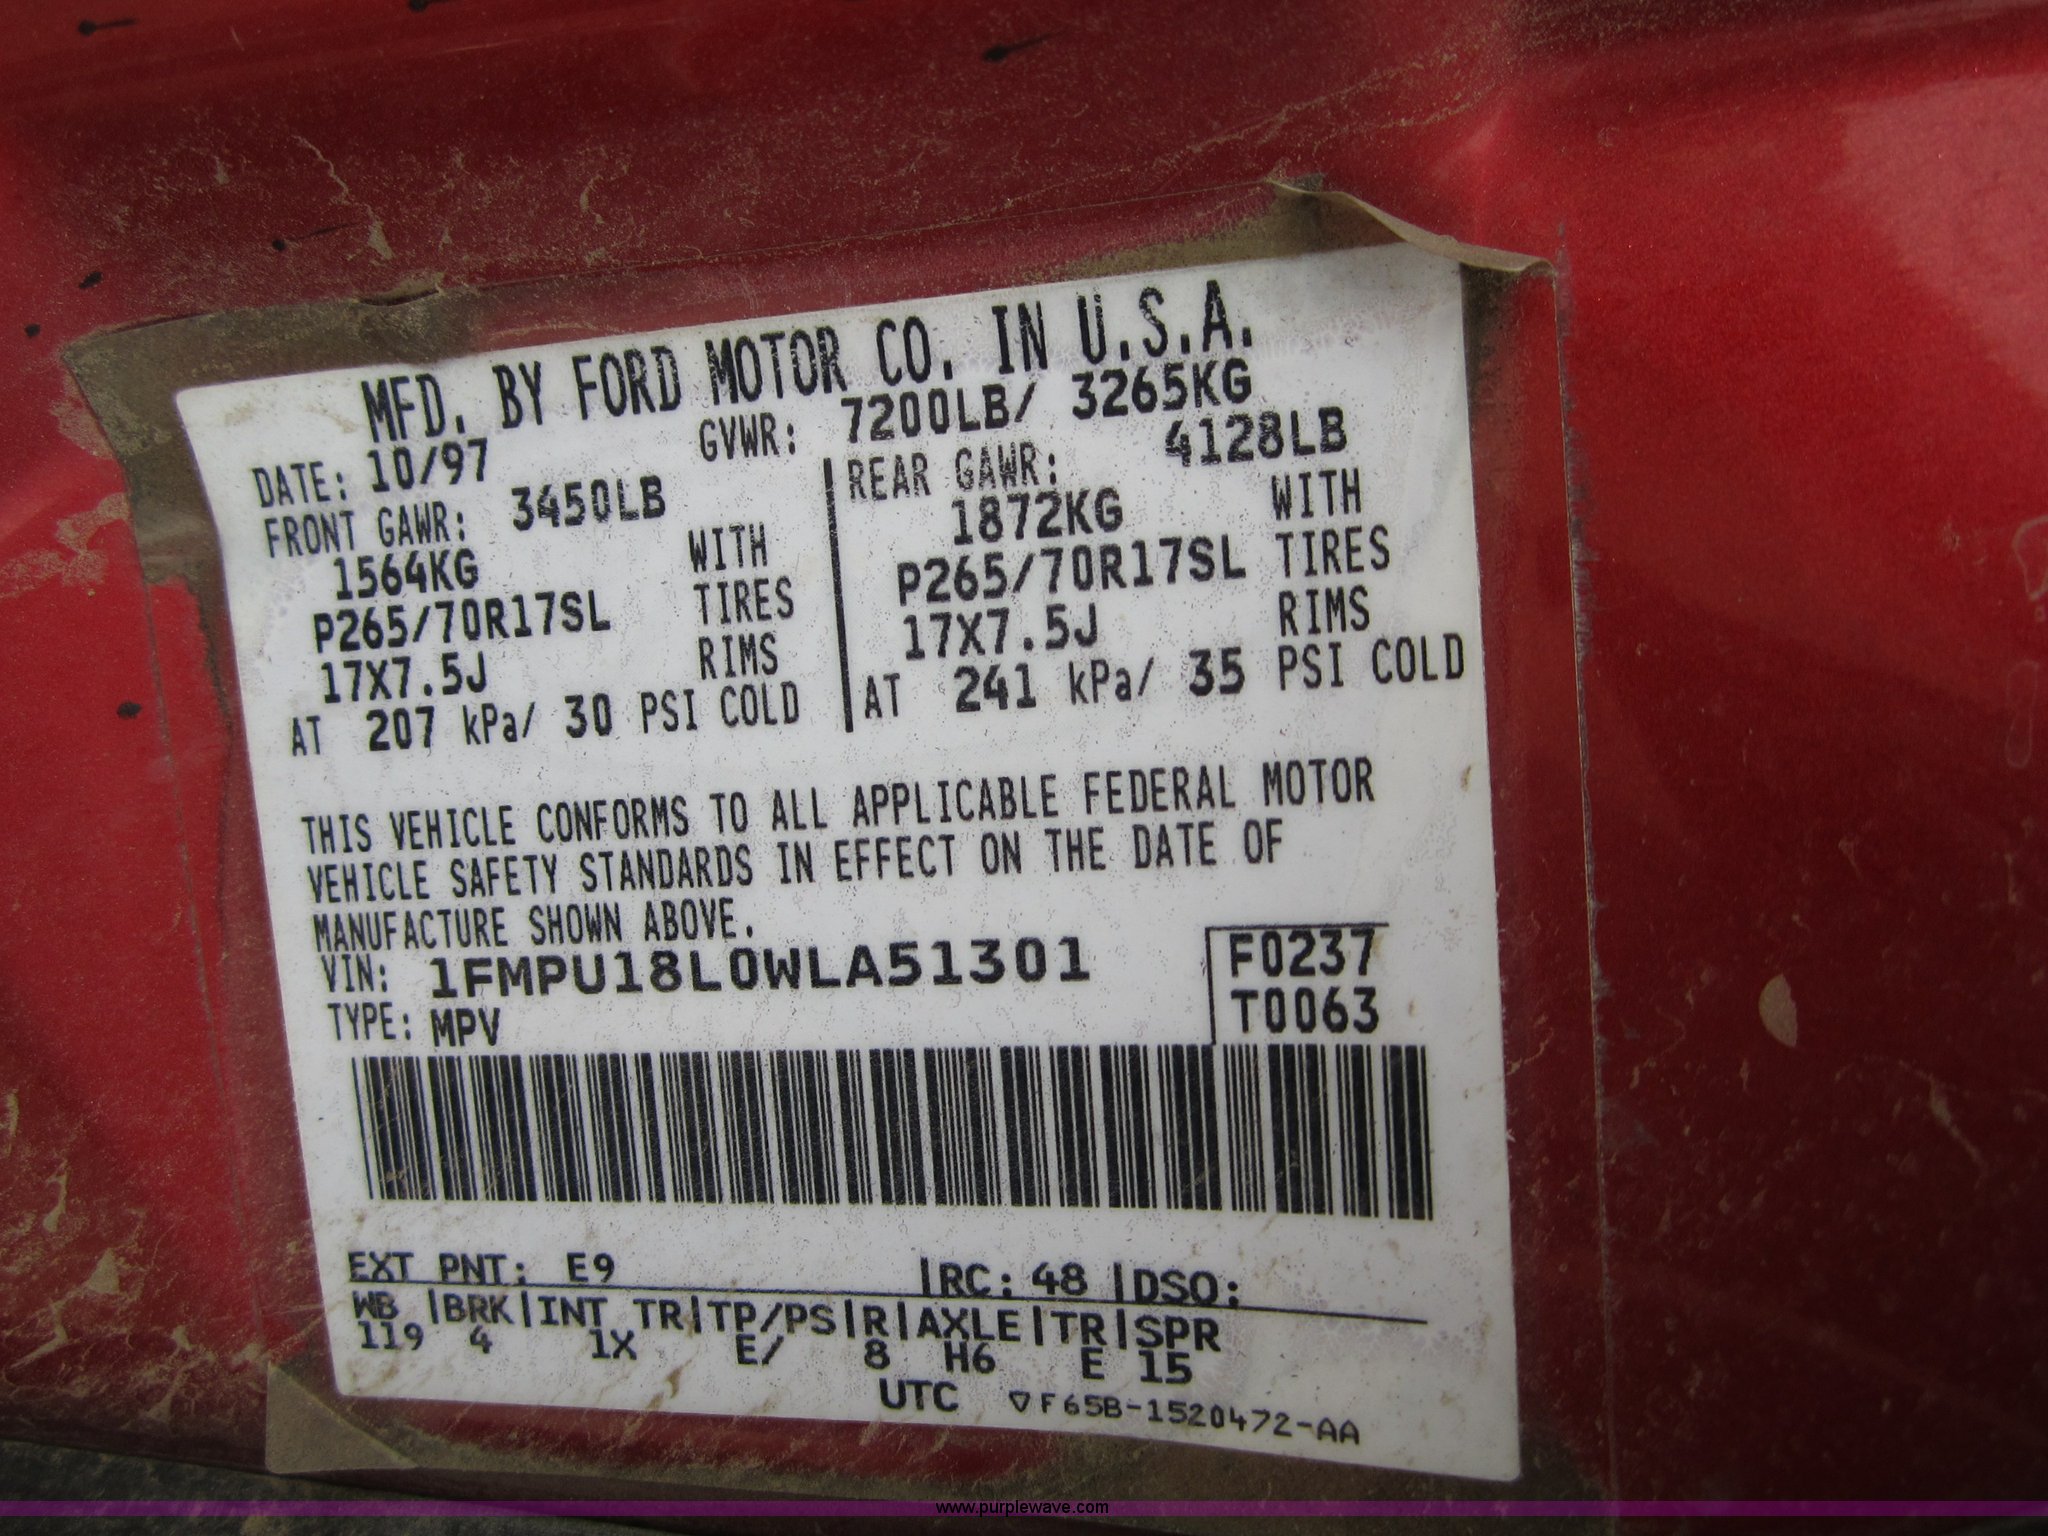 MFD. BY FORD MOTOR CO. IN U.S.A.
DATE: 10/97 GVWR: 7200LB/ 3265KG
FRONT GAWR: 3450LB REAR GAWR: 4128LB
1564KG WITH 1872KG WITH
P265/70R17SL TIRES P265/70R17SL TIRES
17X7.5J RIMS 17X7.5J RIMS
AT 207 kPa/ 30 PSI COLD AT 241 kPa/ 35 PSI COLD
THIS VEHICLE CONFORMS TO ALL APPLICABLE FEDERAL MOTOR
VEHICLE SAFETY STANDARDS IN EFFECT ON THE DATE OF
MANUFACTURE SHOWN ABOVE.
VIN: 1FMPU18L0WLA51301 F0237
TYPE: MPV T0063
EXT PNT: E9 |RC: 48 |DSO:
WB |BRK|INT TR|TP/PS|R|AXLE|TR|SPR
119 4 1X E/ 8 H6 E 15
UTC ▽F65B-1520472-AA
www.purplewave.com